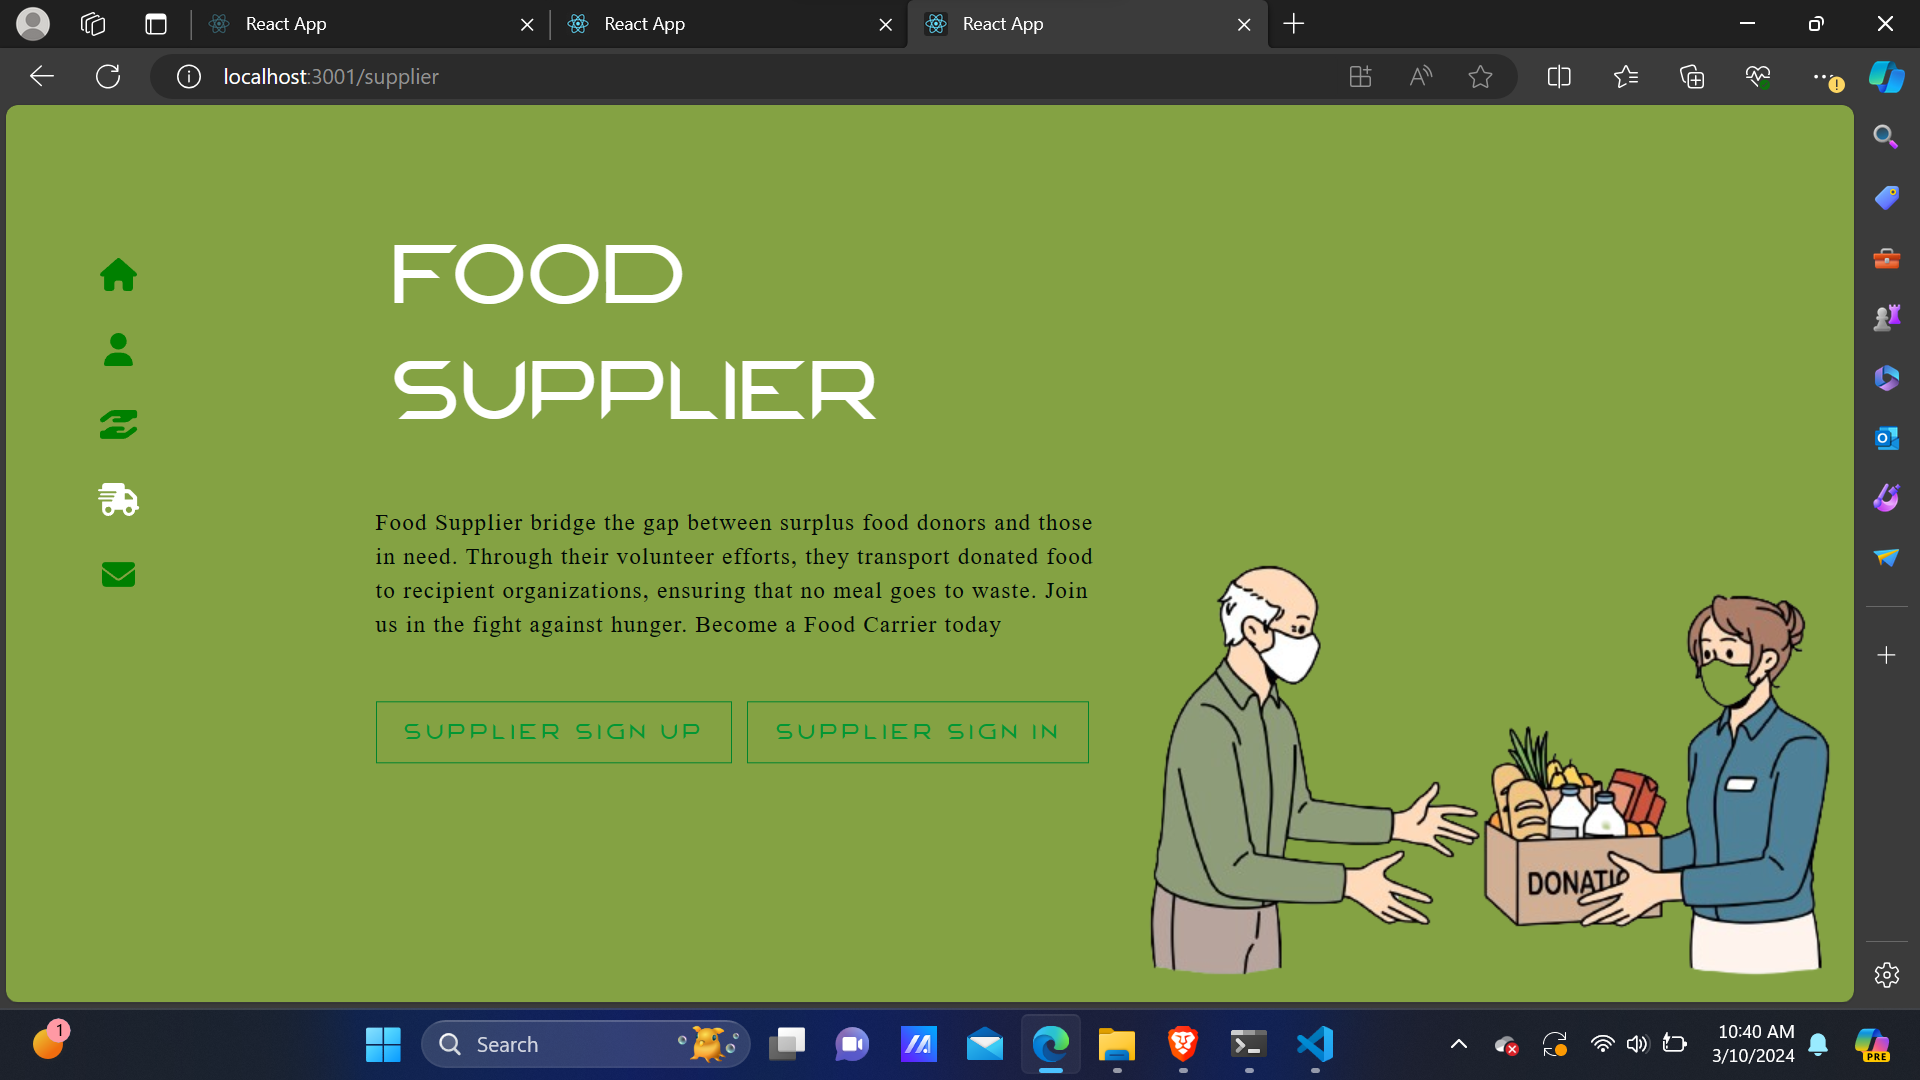 React App
React App
React App
localhost:3001/supplier
FOOD
SUPPLIER
Food Supplier bridge the gap between surplus food donors and those
in need. Through their volunteer efforts, they transport donated food
to recipient organizations, ensuring that no meal goes to waste. Join
us in the fight against hunger. Become a Food Carrier today
SUPPLIER SIGN UP
SUPPLIER SIGN IN
DONATIO
1
Search
10:40 AM
3/10/2024
PRE